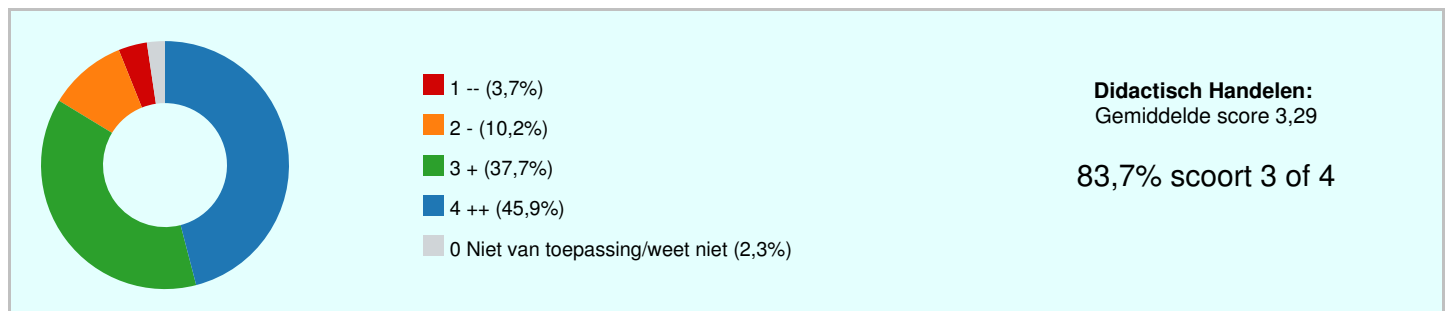 1 -- (3,7%)
2 - (10,2%)
3 + (37,7%)
4 ++ (45,9%)
0 Niet van toepassing/weet niet (2,3%)
Didactisch Handelen:
Gemiddelde score 3,29
83,7% scoort 3 of 4